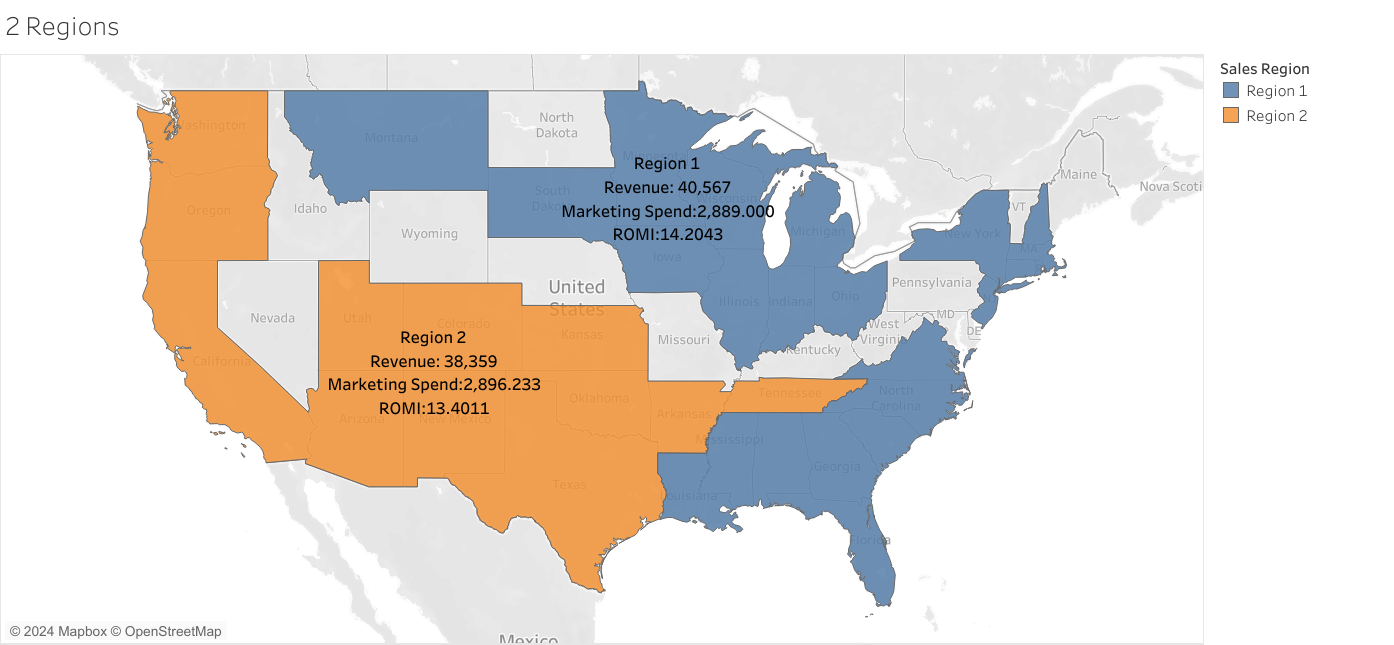 2 Regions
Sales Region
Region 1
Region 2
North
Dakota
Washington
Montana
Maine
Nova Scoti
Region 1
Revenue: 40,567
Marketing Spend:2,889.000
ROMI:14.2043
South
Wisconsin
Oregon
Idaho
VT
Wyoming
Michigan
New York
Iowa
United
States
Pennsylvania
Illinois
Indiana
Ohio
Nevada
Utah
Colorado
Kansas
Missouri
West
Virginia
MD
DE
Kentucky
California
Region 2
Revenue: 38,359
Marketing Spend:2,896.233
ROMI:13.4011
Oklahoma
Tennessee
North
Carolina
Arizona
New Mexico
Arkansas
Mississippi
Georgia
Texas
Louisiana
Florida
Mexico
© 2024 Mapbox © OpenStreetMap